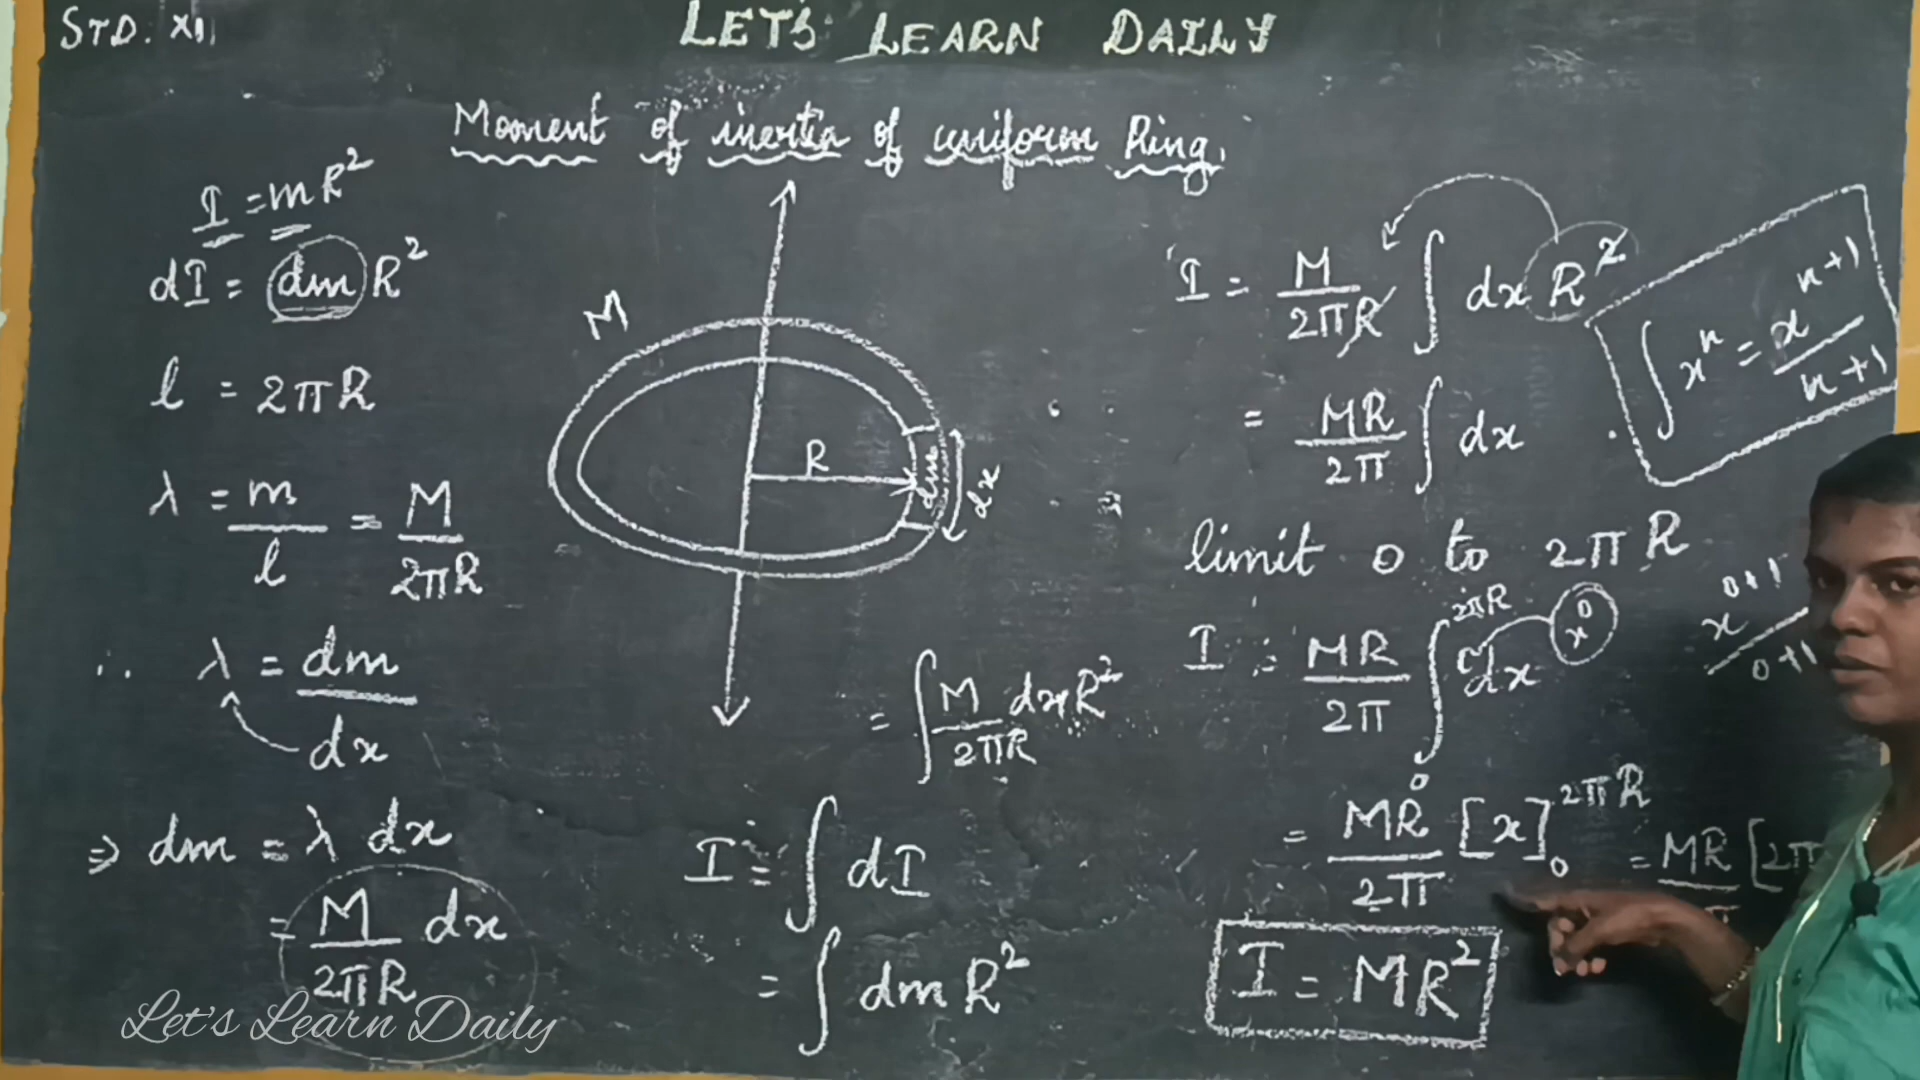 STD. XI
LET'S LEARN DAILY
Moment of inertia of uniform Ring.
I = mR²
dI = dm R²
l = 2πR
λ = m/l = M/2πR
∴ λ = dm/dx
⇒ dm = λ dx
= M/2πR dx
M
R
dm
dx
= ∫ M/2πR dx R²
I = ∫ dI
= ∫ dm R²
I = M/2πR ∫ dx R²
= MR/2π ∫ dx
∫ xⁿ = xⁿ⁺¹/n+1
limit 0 to 2πR
I = MR/2π ∫₀^2πR dx x⁰
x⁰⁺¹/0+1
= MR/2π [x]₀^2πR = MR [2π
I = MR²
Let's Learn Daily